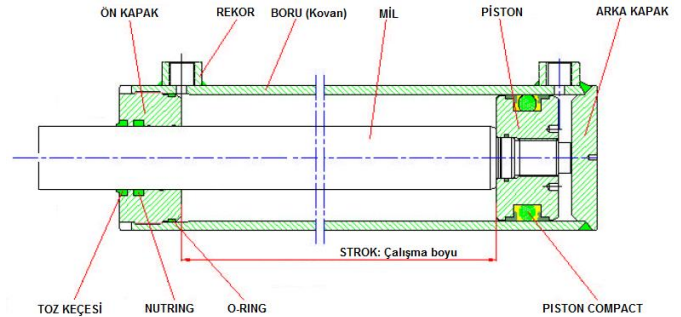 ÖN KAPAK
REKOR
BORU (Kovan)
MİL
PİSTON
ARKA KAPAK
STROK: Çalışma boyu
TOZ KEÇESİ
NUTRING
O-RING
PISTON COMPACT